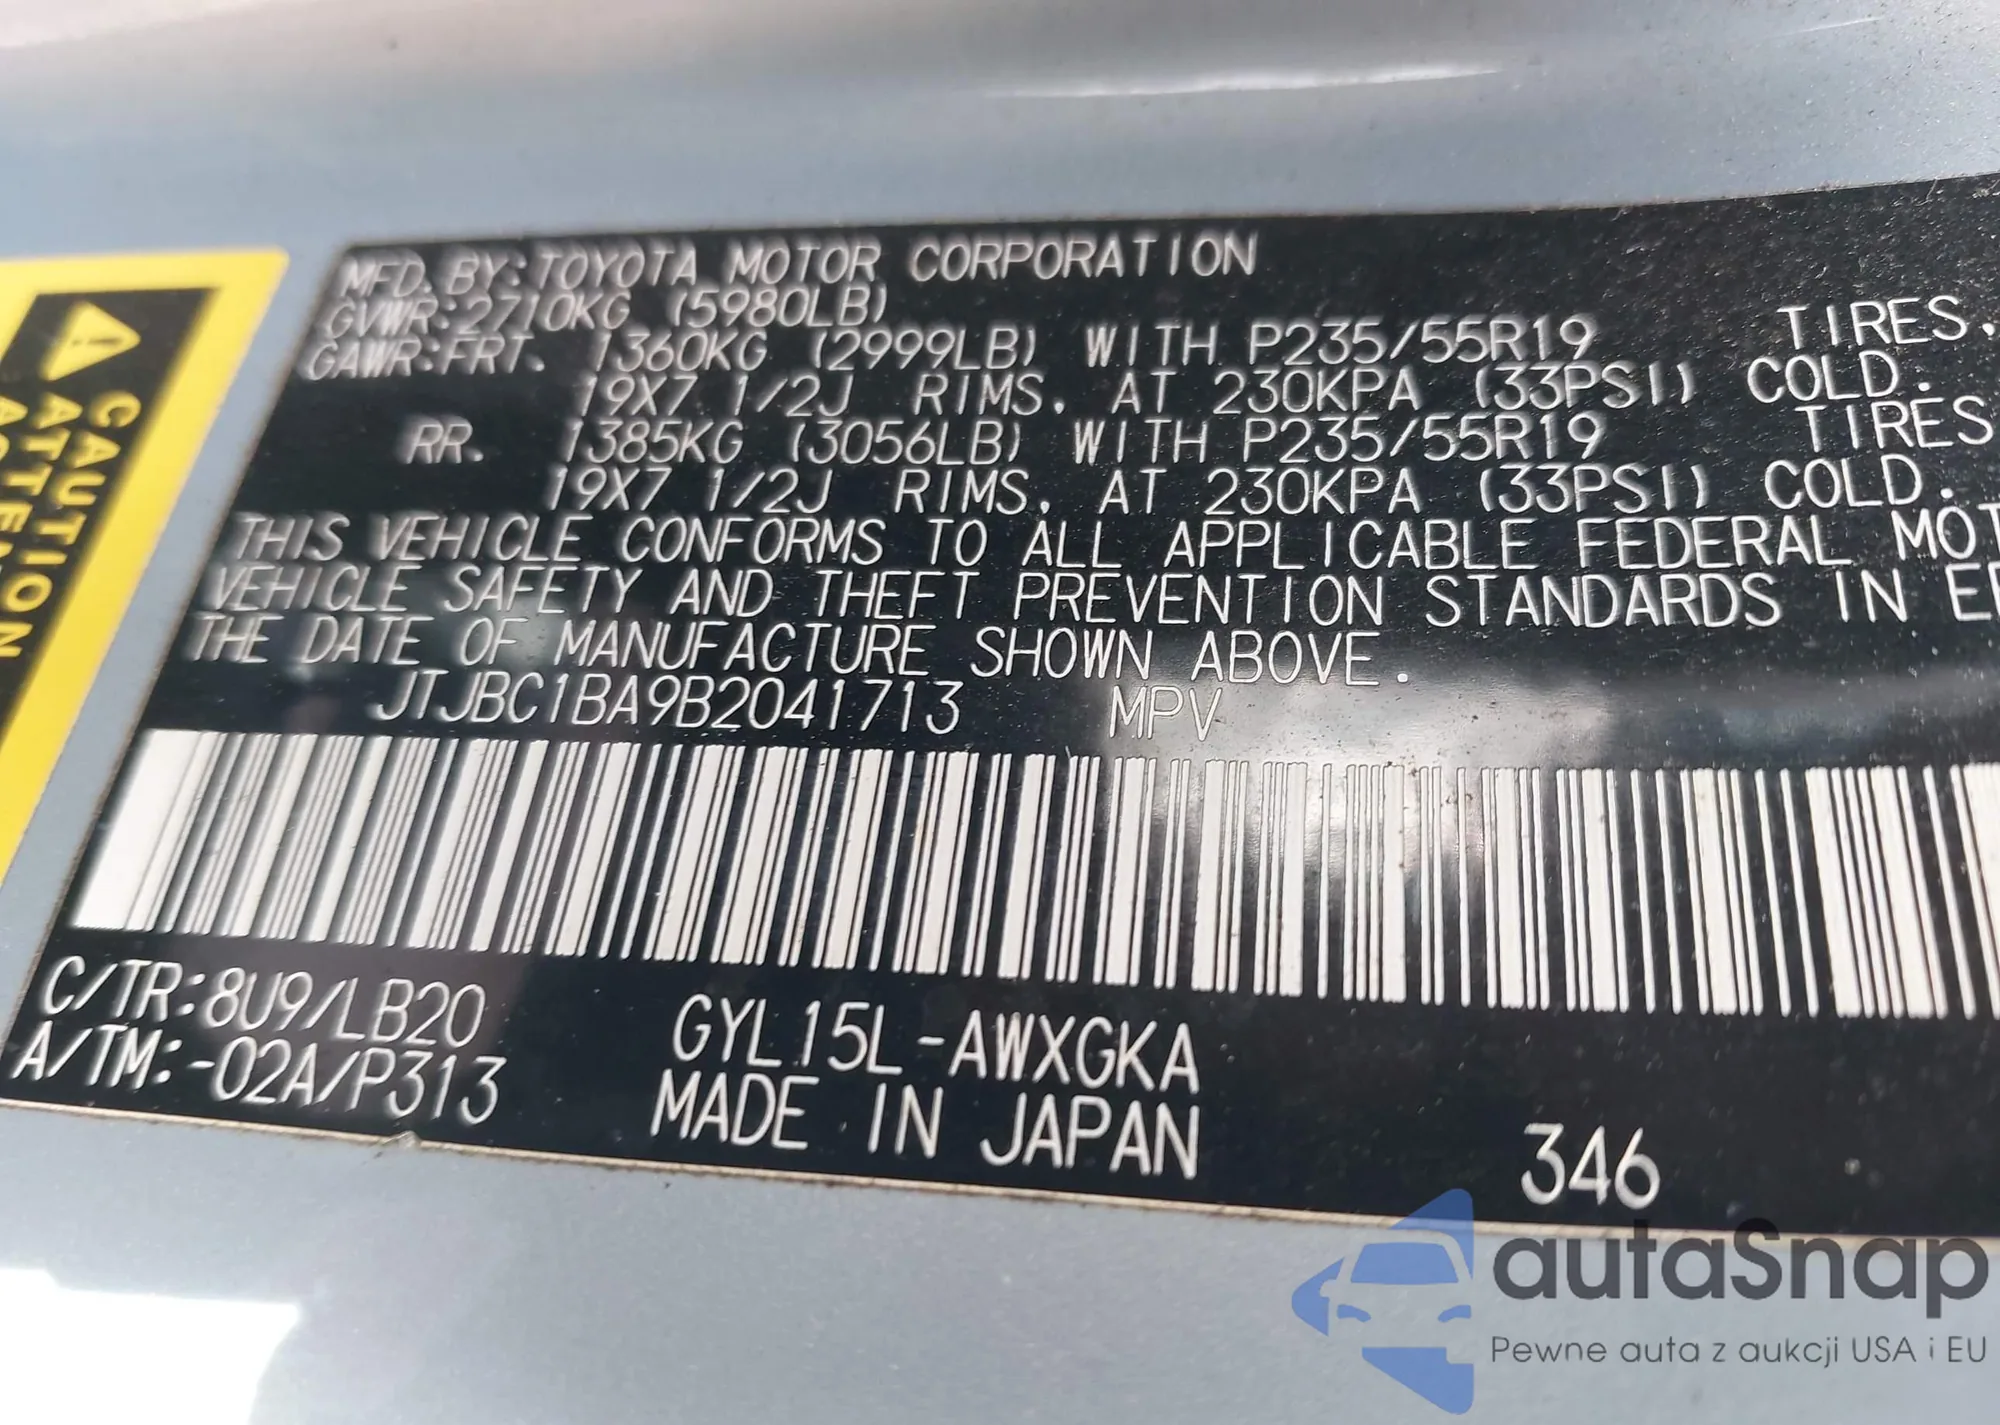 MFD. BY: TOYOTA MOTOR CORPORATION
GVWR: 2710KG (5980LB)
GAWR: FRT. 1360KG (2999LB) WITH P235/55R19 TIRES.
19X7 1/2J RIMS. AT 230KPA (33PSI) COLD.
RR. 1385KG (3056LB) WITH P235/55R19 TIRES
19X7 1/2J RIMS. AT 230KPA (33PSI) COLD.
THIS VEHICLE CONFORMS TO ALL APPLICABLE FEDERAL MOT
VEHICLE SAFETY AND THEFT PREVENTION STANDARDS IN
THE DATE OF MANUFACTURE SHOWN ABOVE.
JTJBC1BA9B2041713 MPV
C/TR: 8U9/LB20 GYL15L-AWXGKA
A/TM: -02A/P313 MADE IN JAPAN 346
CAUTION
autaSnap
Pewne auta z aukcji USA i EU